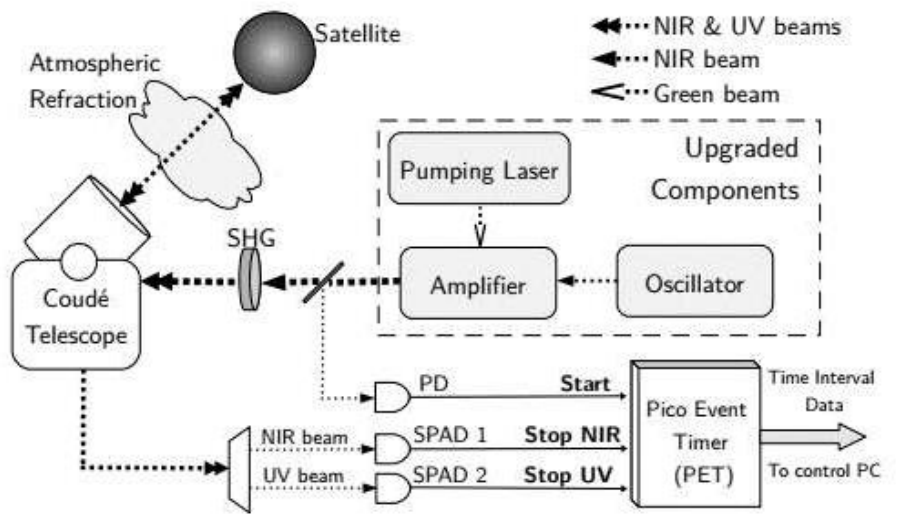 Satellite
Atmospheric
Refraction
NIR & UV beams
NIR beam
Green beam
Upgraded
Components
Pumping Laser
SHG
Amplifier
Oscillator
Coudé
Telescope
PD
Start
NIR beam
SPAD 1
Stop NIR
UV beam
SPAD 2
Stop UV
Pico Event
Timer
(PET)
Time Interval
Data
To control PC